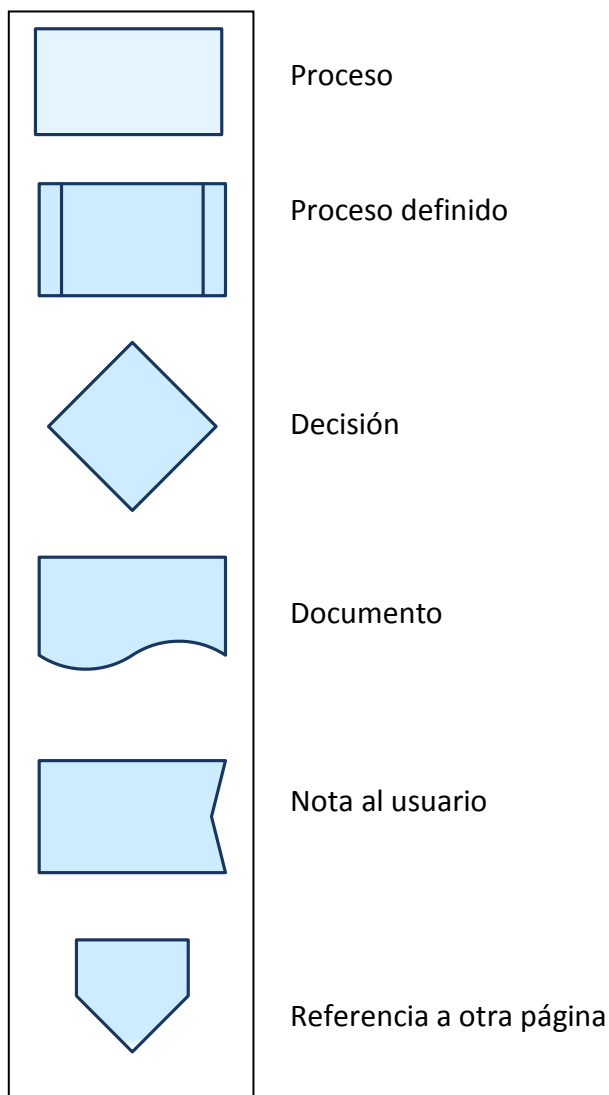 Proceso
Proceso definido
Decisión
Documento
Nota al usuario
Referencia a otra página